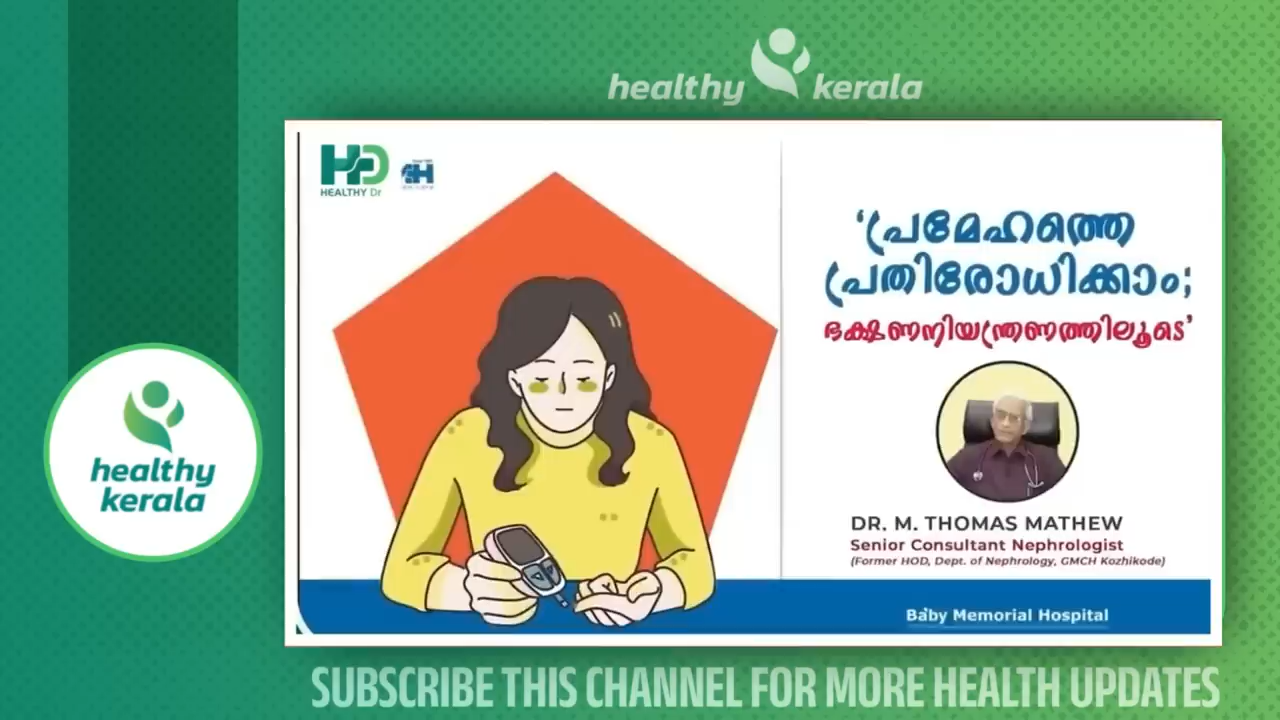 healthy kerala
HEALTHY Dr
‘പ്രമേഹത്തെ
പ്രതിരോധിക്കാം;
ഭക്ഷണനിയന്ത്രണത്തിലൂടെ’
DR. M. THOMAS MATHEW
Senior Consultant Nephrologist
(Former HOD, Dept. of Nephrology, GMCH Kozhikode)
Baby Memorial Hospital
healthy
kerala
SUBSCRIBE THIS CHANNEL FOR MORE HEALTH UPDATES